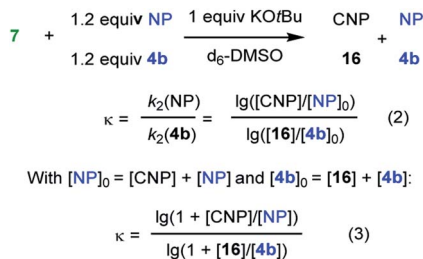 7 + 1.2 equiv NP 1 equiv KOtBu CNP NP
+
1.2 equiv 4b d6-DMSO 16 4b
κ = k2(NP) / k2(4b) = lg([CNP]/[NP]0) / lg([16]/[4b]0) (2)
With [NP]0 = [CNP] + [NP] and [4b]0 = [16] + [4b]:
κ = lg(1 + [CNP]/[NP]) / lg(1 + [16]/[4b]) (3)